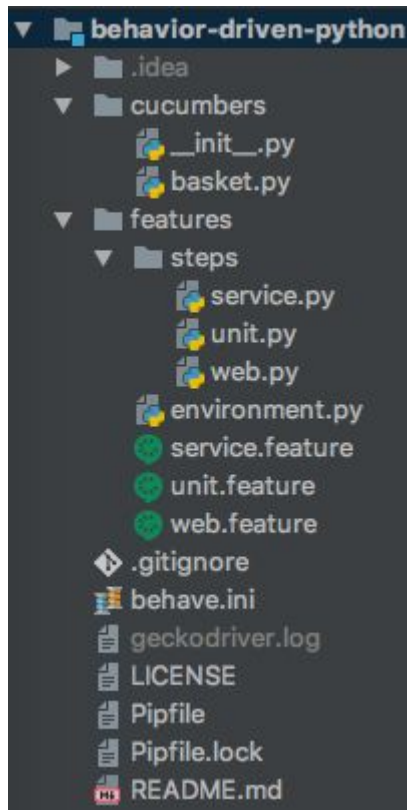 behavior-driven-python
.idea
cucumbers
__init__.py
basket.py
features
steps
service.py
unit.py
web.py
environment.py
service.feature
unit.feature
web.feature
.gitignore
behave.ini
geckodriver.log
LICENSE
Pipfile
Pipfile.lock
README.md